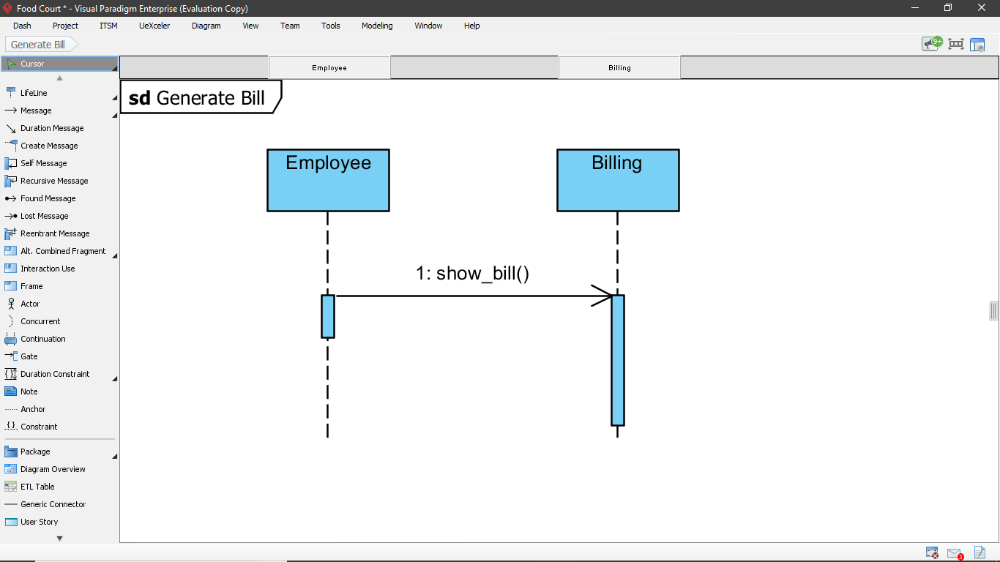 Food Court * - Visual Paradigm Enterprise (Evaluation Copy)
Dash Project ITSM UeXceler Diagram View Team Tools Modeling Window Help
Generate Bill
9+
Cursor
Employee Billing
sd Generate Bill
LifeLine
Message
Duration Message
Create Message
Self Message
Recursive Message
Found Message
Lost Message
Reentrant Message
Alt. Combined Fragment
Interaction Use
Frame
Actor
Concurrent
Continuation
Gate
Duration Constraint
Note
Anchor
Constraint
Package
Diagram Overview
ETL Table
Generic Connector
User Story
Employee Billing
1: show_bill()
3